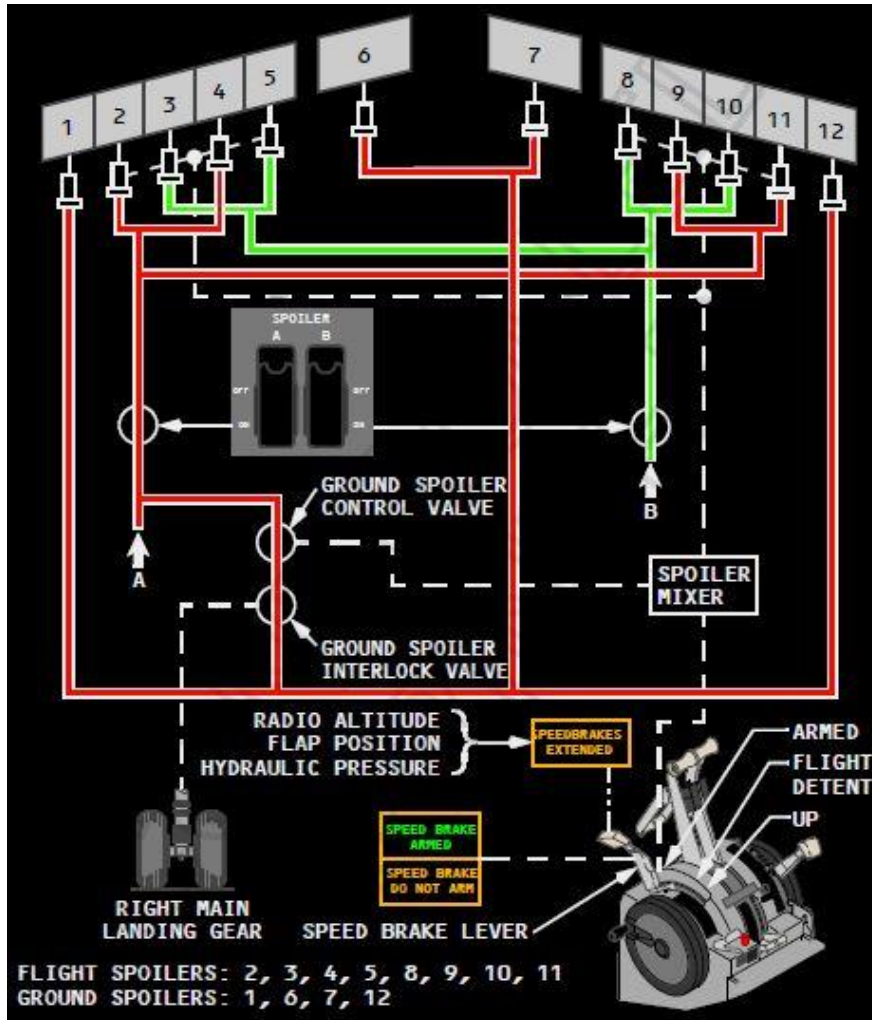 1
2
3
4
5
6
7
8
9
10
11
12
SPOILER
A B
OFF OFF
ON ON
GROUND SPOILER
CONTROL VALVE
A
B
SPOILER
MIXER
GROUND SPOILER
INTERLOCK VALVE
RADIO ALTITUDE
FLAP POSITION
HYDRAULIC PRESSURE
SPEEDBRAKES
EXTENDED
ARMED
FLIGHT
DETENT
UP
SPEED BRAKE
ARMED
SPEED BRAKE
DO NOT ARM
RIGHT MAIN
LANDING GEAR
SPEED BRAKE LEVER
FLIGHT SPOILERS: 2, 3, 4, 5, 8, 9, 10, 11
GROUND SPOILERS: 1, 6, 7, 12